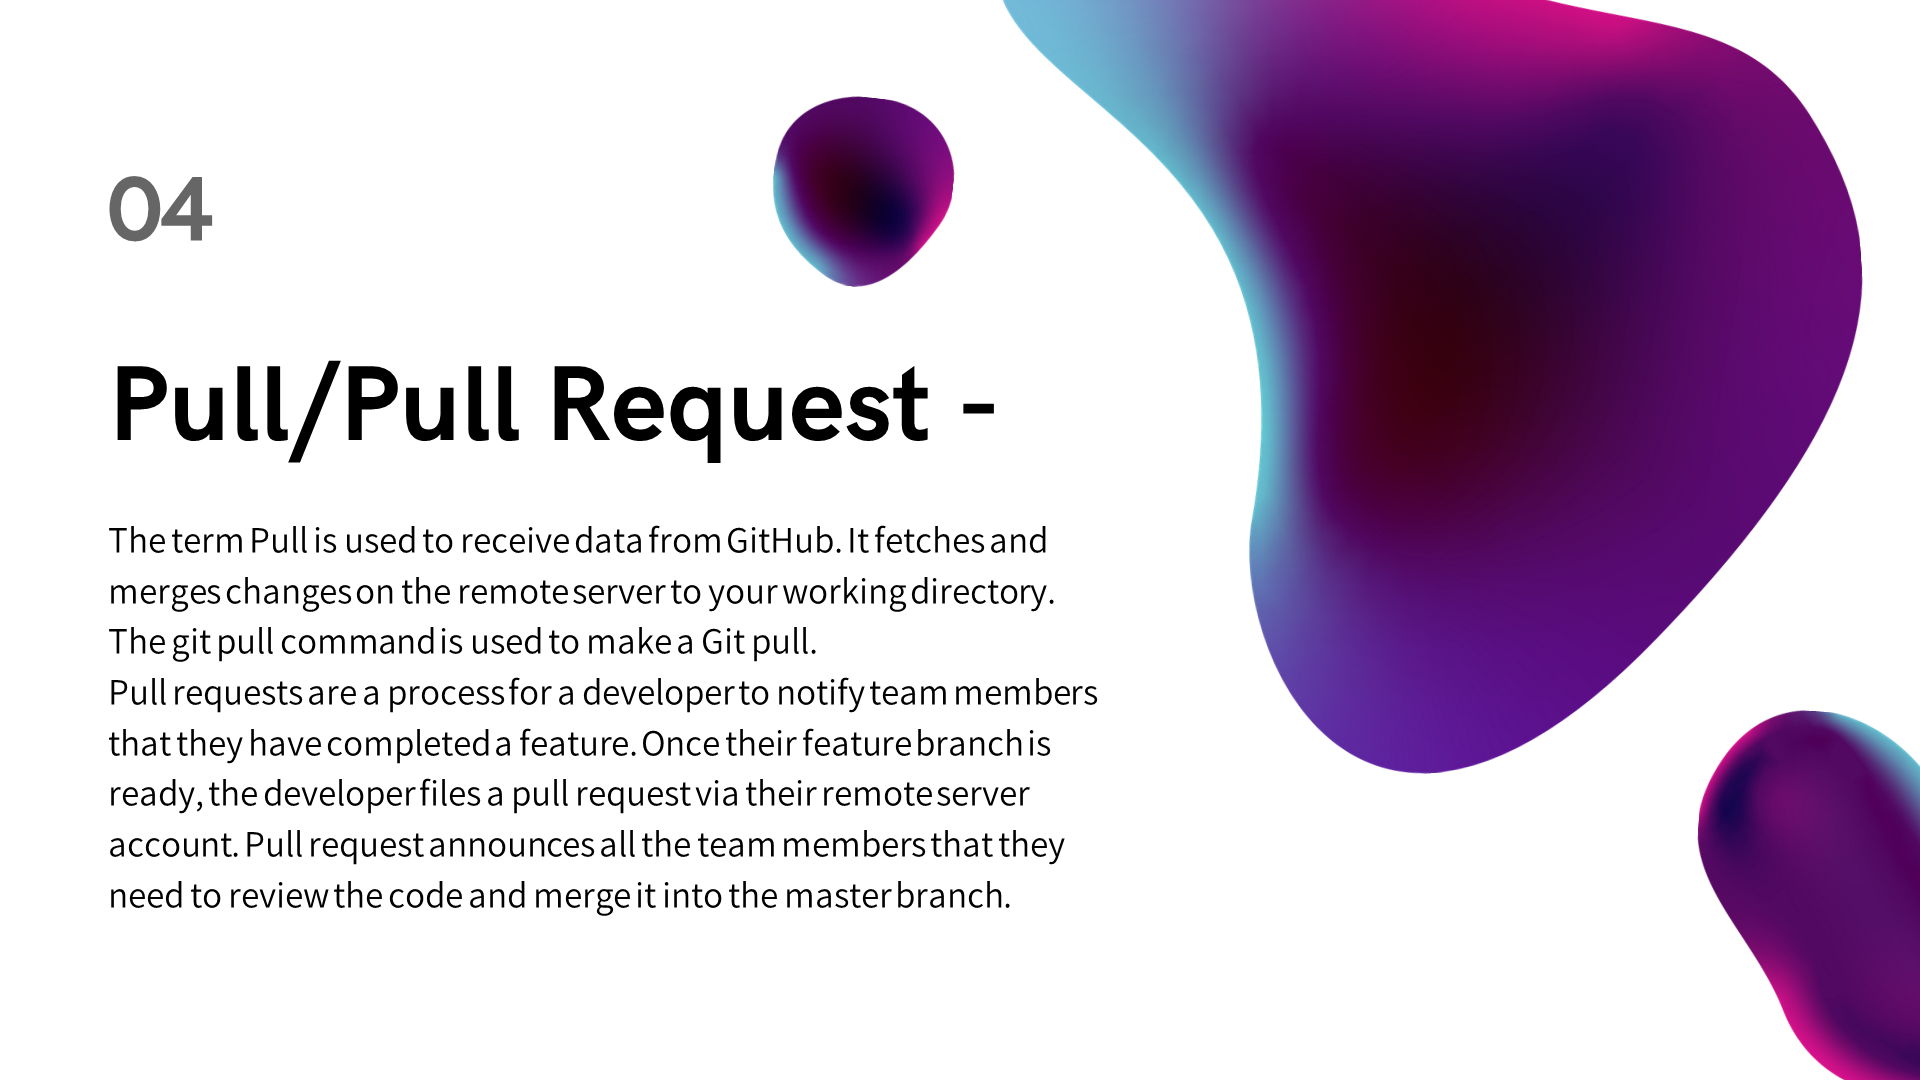 04
Pull/Pull Request -
The term Pull is used to receive data from GitHub. It fetches and
merges changes on the remote server to your working directory.
The git pull command is used to make a Git pull.
Pull requests are a process for a developer to notify team members
that they have completed a feature. Once their feature branch is
ready, the developer files a pull request via their remote server
account. Pull request announces all the team members that they
need to review the code and merge it into the master branch.